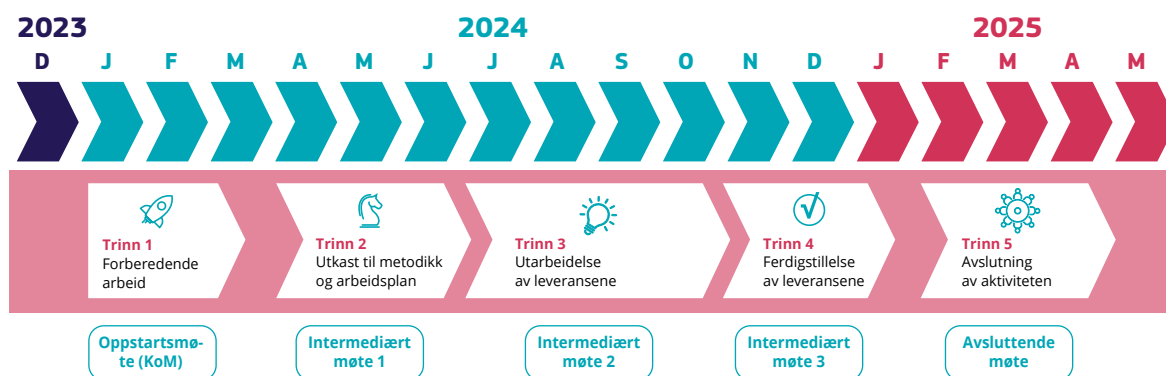 2023 2024 2025
D J F M A M J J A S O N D J F M A M
Trinn 1
Forberedende
arbeid
Trinn 2
Utkast til metodikk
og arbeidsplan
Trinn 3
Utarbeidelse
av leveransene
Trinn 4
Ferdigstillelse
av leveransene
Trinn 5
Avslutning
av aktiviteten
Oppstartsmø-
te (KoM)
Intermediært
møte 1
Intermediært
møte 2
Intermediært
møte 3
Avsluttende
møte